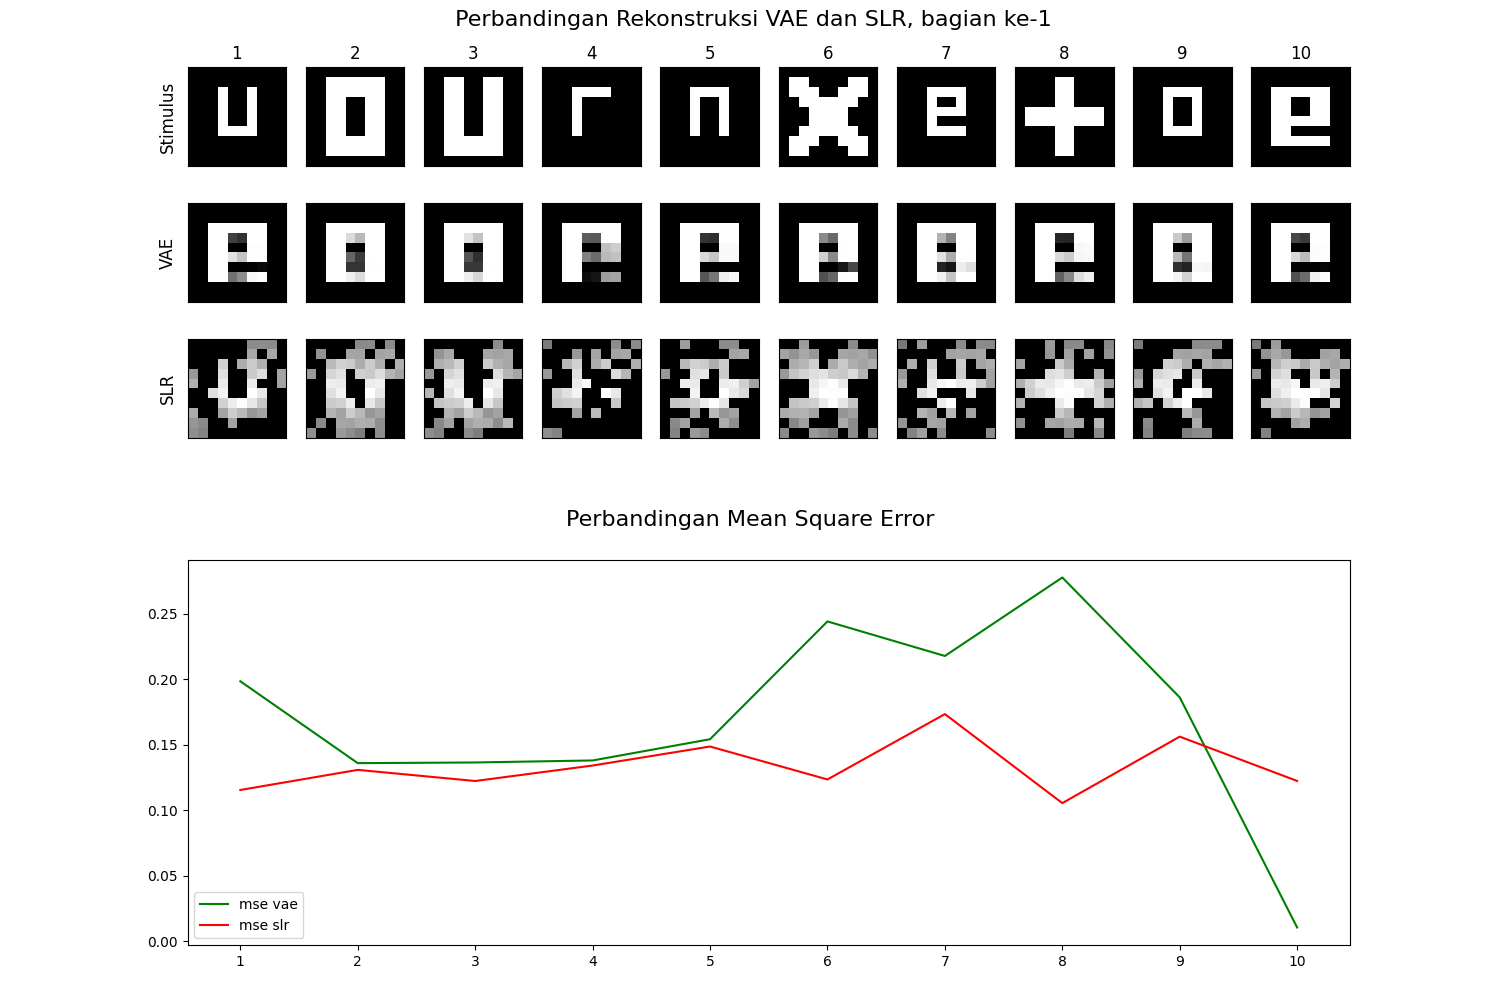 Perbandingan Rekonstruksi VAE dan SLR, bagian ke-1
1 2 3 4 5 6 7 8 9 10
Stimulus
VAE
SLR
Perbandingan Mean Square Error
0.25
0.20
0.15
0.10
0.05
0.00
mse vae
mse slr
1 2 3 4 5 6 7 8 9 10